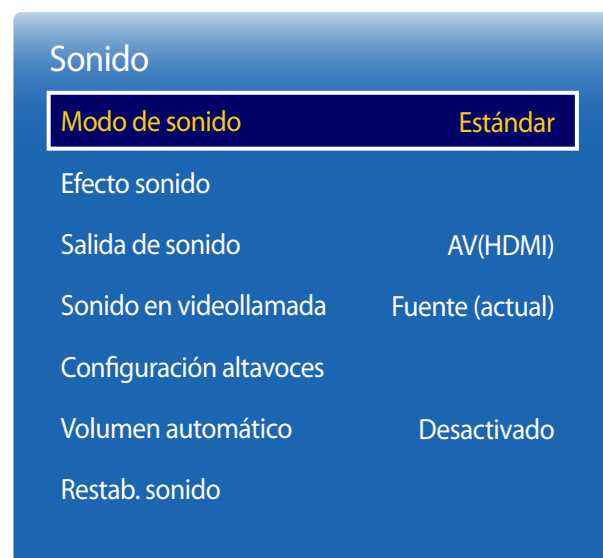 Sonido
Modo de sonido Estándar
Efecto sonido
Salida de sonido AV(HDMI)
Sonido en videollamada Fuente (actual)
Configuración altavoces
Volumen automático Desactivado
Restab. sonido